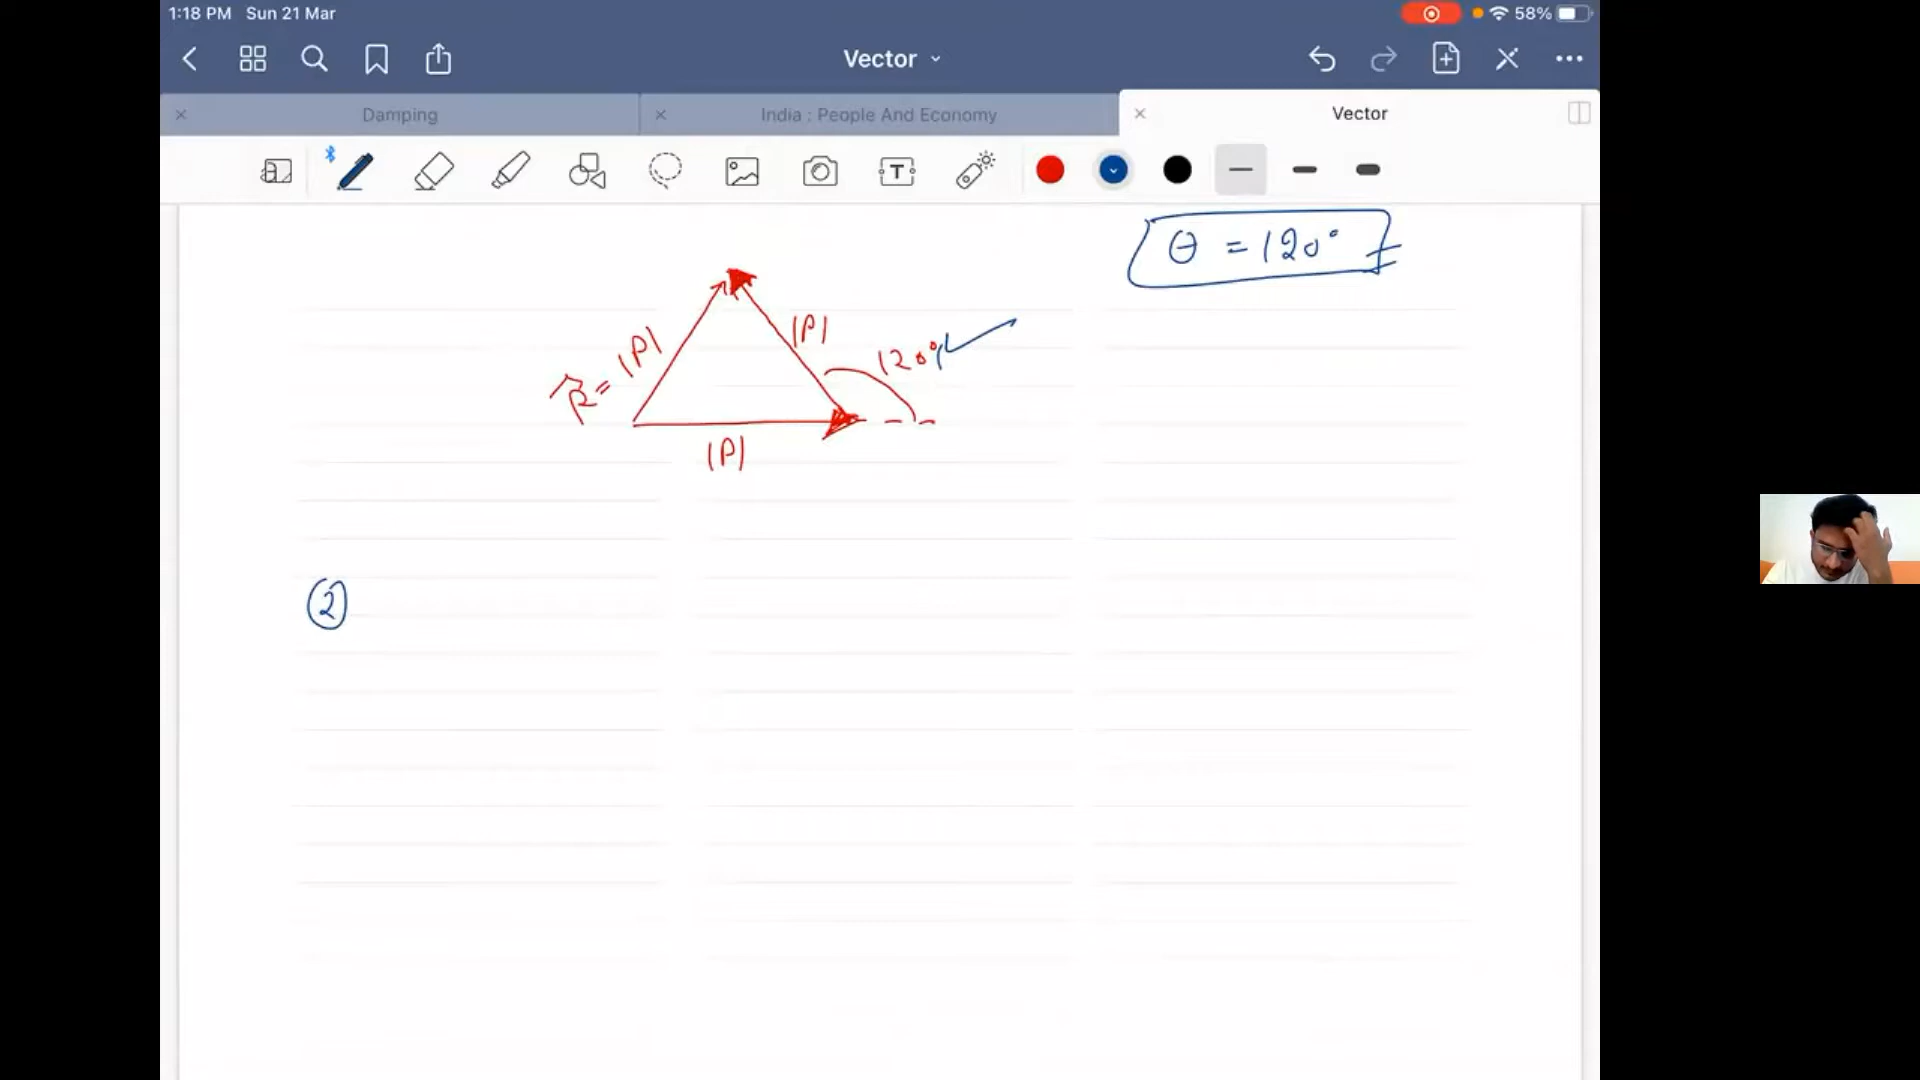 1:18 PM Sun 21 Mar
58%
Vector
Damping
India : People And Economy
Vector
T
θ = 120°
|P|
120°
R = |P|
|P|
2